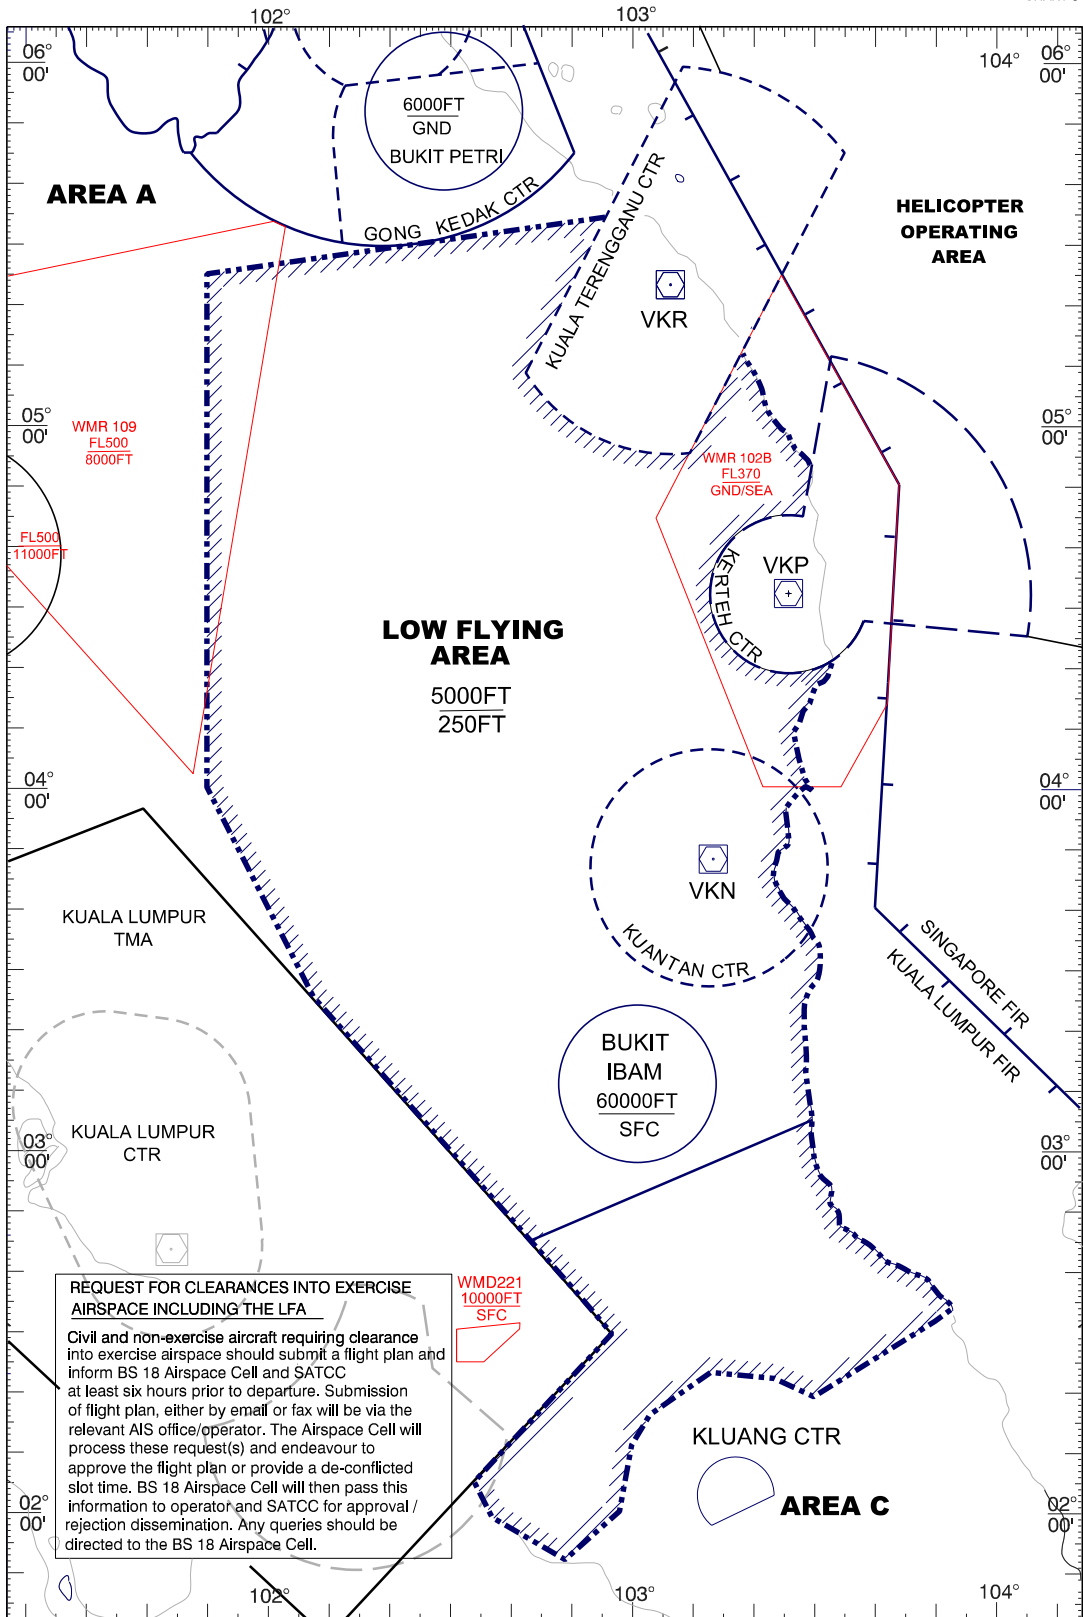 102°
103°
06°
00'
104°
06°
00'
6000FT
GND
BUKIT PETRI
AREA A
GONG KEDAK CTR
KUALA TERENGGANU CTR
HELICOPTER
OPERATING
AREA
VKR
05°
00'
WMR 109
FL500
8000FT
05°
00'
WMR 102B
FL370
GND/SEA
FL500
11000FT
VKP
KERTEH CTR
LOW FLYING
AREA
5000FT
250FT
04°
00'
04°
00'
VKN
KUANTAN CTR
KUALA LUMPUR
TMA
SINGAPORE FIR
KUALA LUMPUR FIR
BUKIT
IBAM
60000FT
SFC
KUALA LUMPUR
CTR
03°
00'
03°
00'
WMD221
10000FT
SFC
REQUEST FOR CLEARANCES INTO EXERCISE
AIRSPACE INCLUDING THE LFA
Civil and non-exercise aircraft requiring clearance
into exercise airspace should submit a flight plan and
inform BS 18 Airspace Cell and SATCC
at least six hours prior to departure. Submission
of flight plan, either by email or fax will be via the
relevant AIS office/operator. The Airspace Cell will
process these request(s) and endeavour to
approve the flight plan or provide a de-conflicted
slot time. BS 18 Airspace Cell will then pass this
information to operator and SATCC for approval /
rejection dissemination. Any queries should be
directed to the BS 18 Airspace Cell.
KLUANG CTR
AREA C
02°
00'
02°
00'
102°
103°
104°